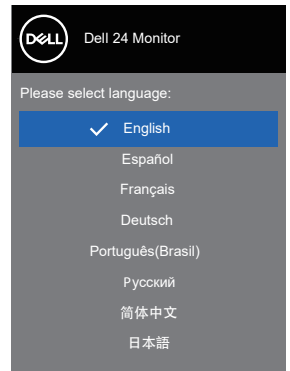 DELL
Dell 24 Monitor
Please select language:
English
Español
Français
Deutsch
Português(Brasil)
Русский
简体中文
日本語